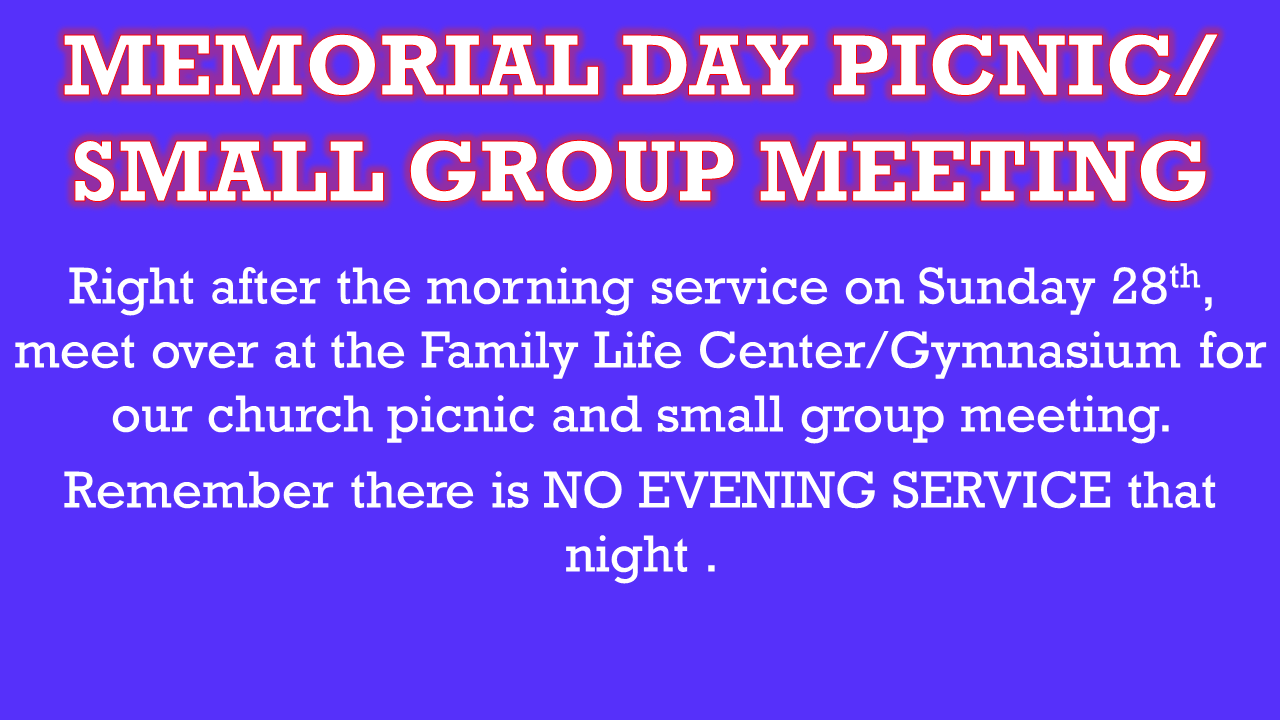 MEMORIAL DAY PICNIC/
SMALL GROUP MEETING
Right after the morning service on Sunday 28th,
meet over at the Family Life Center/Gymnasium for
our church picnic and small group meeting.
Remember there is NO EVENING SERVICE that
night .